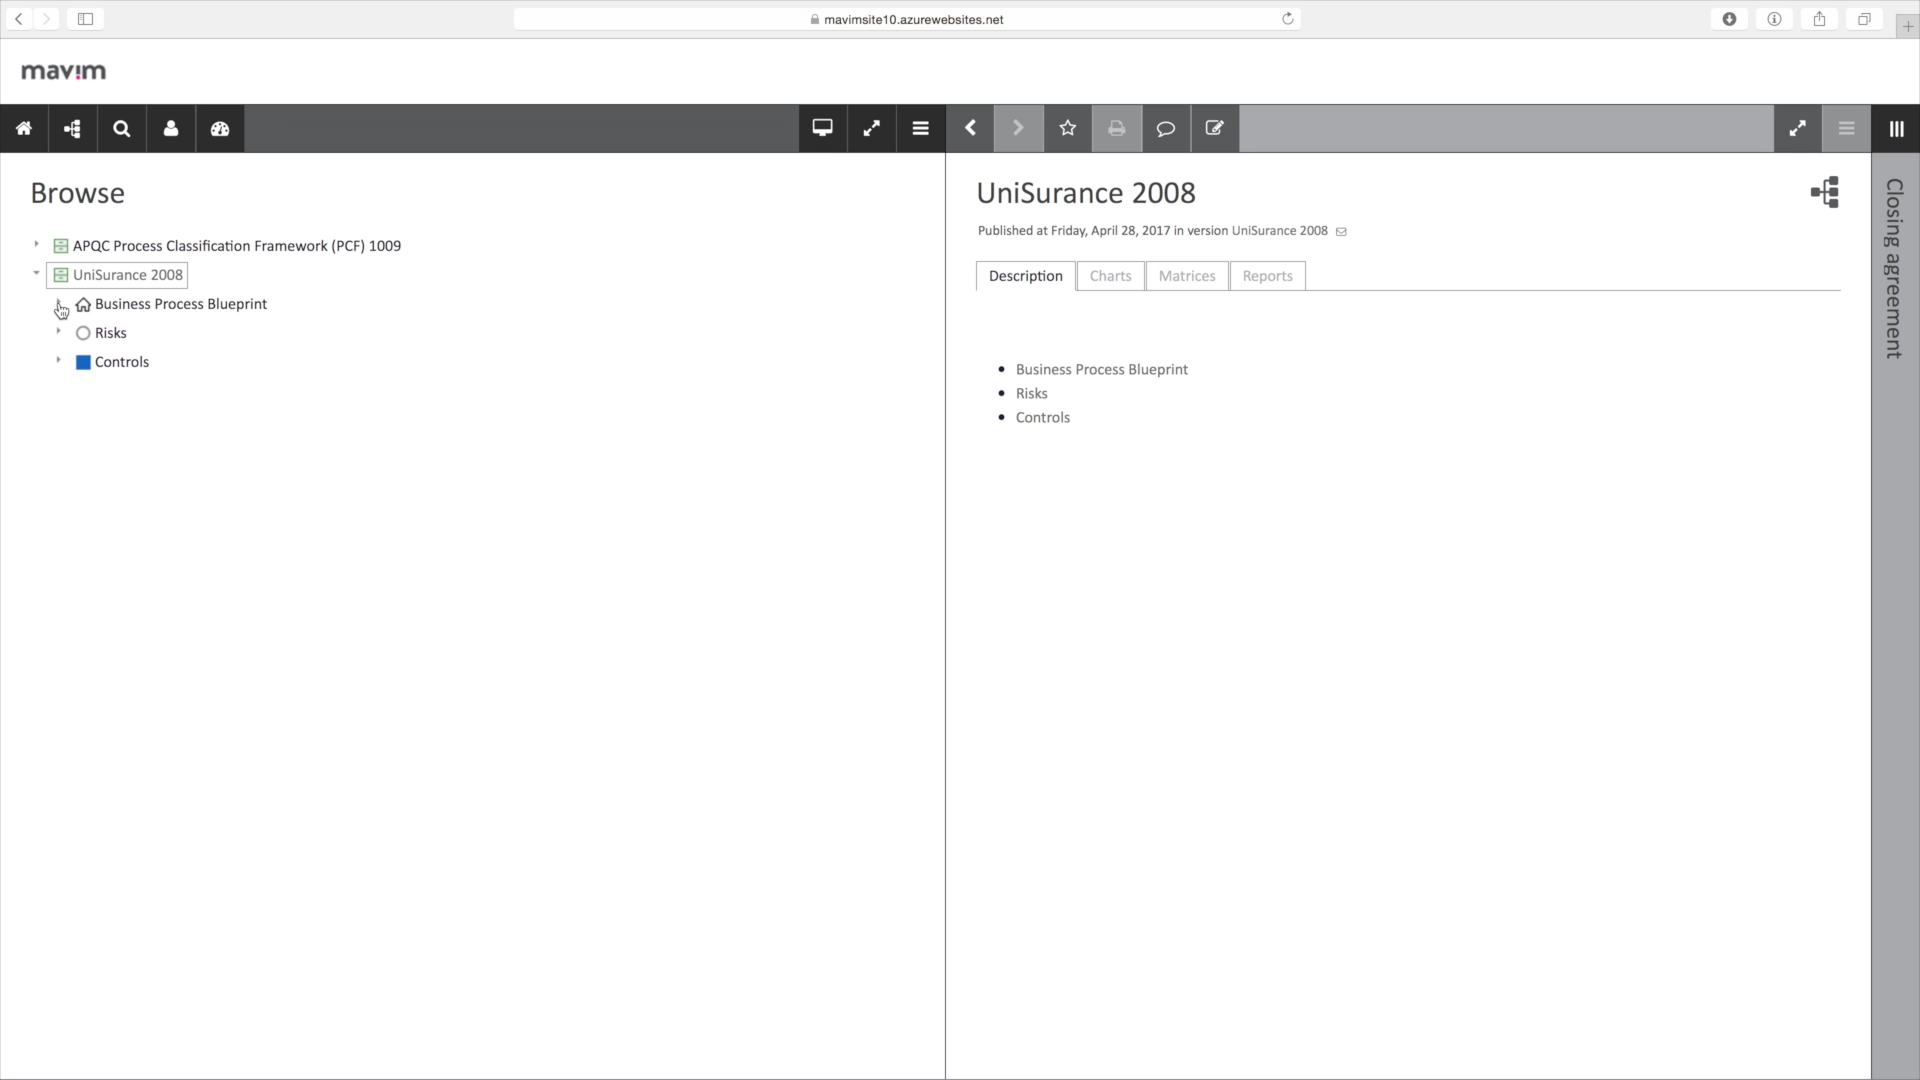 mavimsite10.azurewebsites.net
mavim
Browse
APQC Process Classification Framework (PCF) 1009
UniSurance 2008
Business Process Blueprint
Risks
Controls
UniSurance 2008
Published at Friday, April 28, 2017 in version UniSurance 2008
Description
Charts
Matrices
Reports
Business Process Blueprint
Risks
Controls
Closing agreement